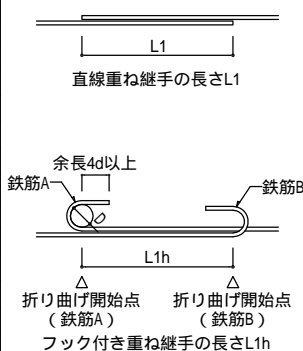 L1
直線重ね継手の長さL1
余長4d以上
鉄筋A
鉄筋B
D
L1h
折り曲げ開始点
（鉄筋A）
折り曲げ開始点
（鉄筋B）
フック付き重ね継手の長さL1h